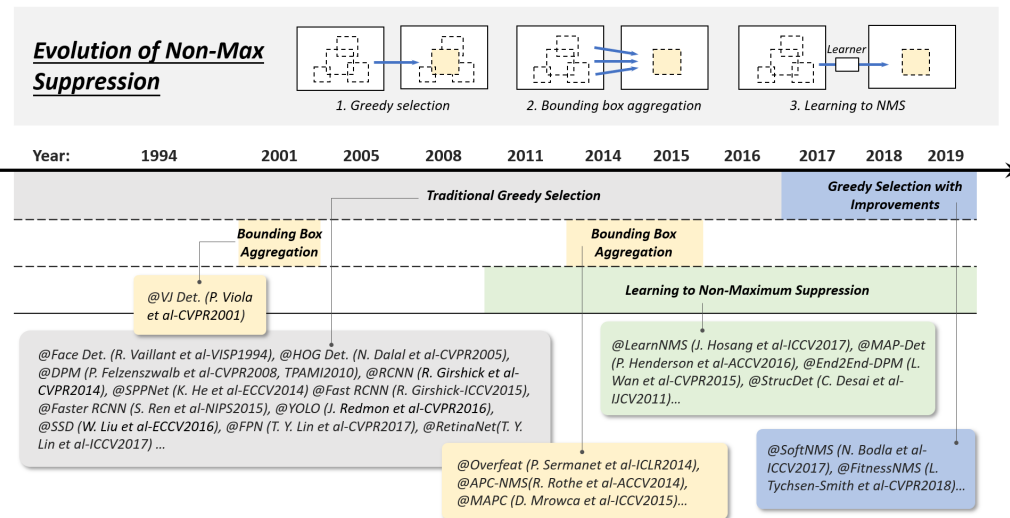 Evolution of Non-Max
Suppression
Learner
1. Greedy selection
2. Bounding box aggregation
3. Learning to NMS
Year: 1994 2001 2005 2008 2011 2014 2015 2016 2017 2018 2019
Traditional Greedy Selection
Greedy Selection with
Improvements
Bounding Box
Aggregation
Bounding Box
Aggregation
Learning to Non-Maximum Suppression
@VJ Det. (P. Viola
et al-CVPR2001)
@Face Det. (R. Vaillant et al-VISP1994), @HOG Det. (N. Dalal et al-CVPR2005),
@DPM (P. Felzenszwalb et al-CVPR2008, TPAMI2010), @RCNN (R. Girshick et al-
CVPR2014), @SPPNet (K. He et al-ECCV2014) @Fast RCNN (R. Girshick-ICCV2015),
@Faster RCNN (S. Ren et al-NIPS2015), @YOLO (J. Redmon et al-CVPR2016),
@SSD (W. Liu et al-ECCV2016), @FPN (T. Y. Lin et al-CVPR2017), @RetinaNet(T. Y.
Lin et al-ICCV2017) ...
@LearnNMS (J. Hosang et al-ICCV2017), @MAP-Det
(P. Henderson et al-ACCV2016), @End2End-DPM (L.
Wan et al-CVPR2015), @StrucDet (C. Desai et al-
IJCV2011)...
@Overfeat (P. Sermanet et al-ICLR2014),
@APC-NMS(R. Rothe et al-ACCV2014),
@MAPC (D. Mrowca et al-ICCV2015)...
@SoftNMS (N. Bodla et al-
ICCV2017), @FitnessNMS (L.
Tychsen-Smith et al-CVPR2018)...